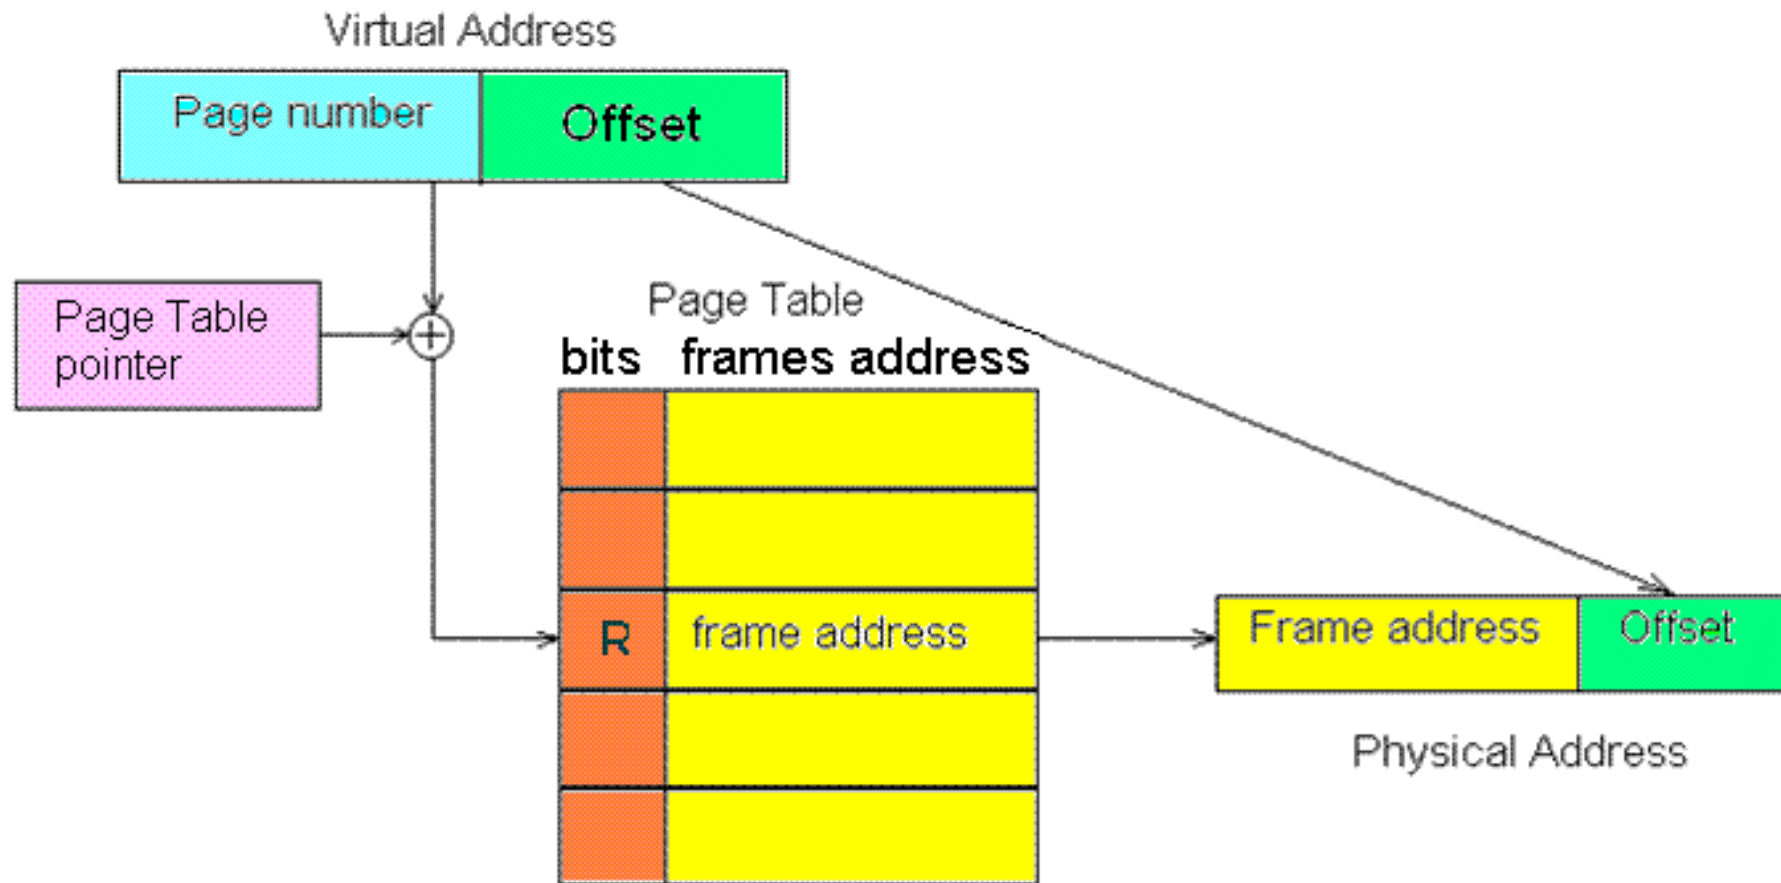 Virtual Address
Page number
Offset
Page Table
pointer
Page Table
bits frames address
R
frame address
Frame address
Offset
Physical Address